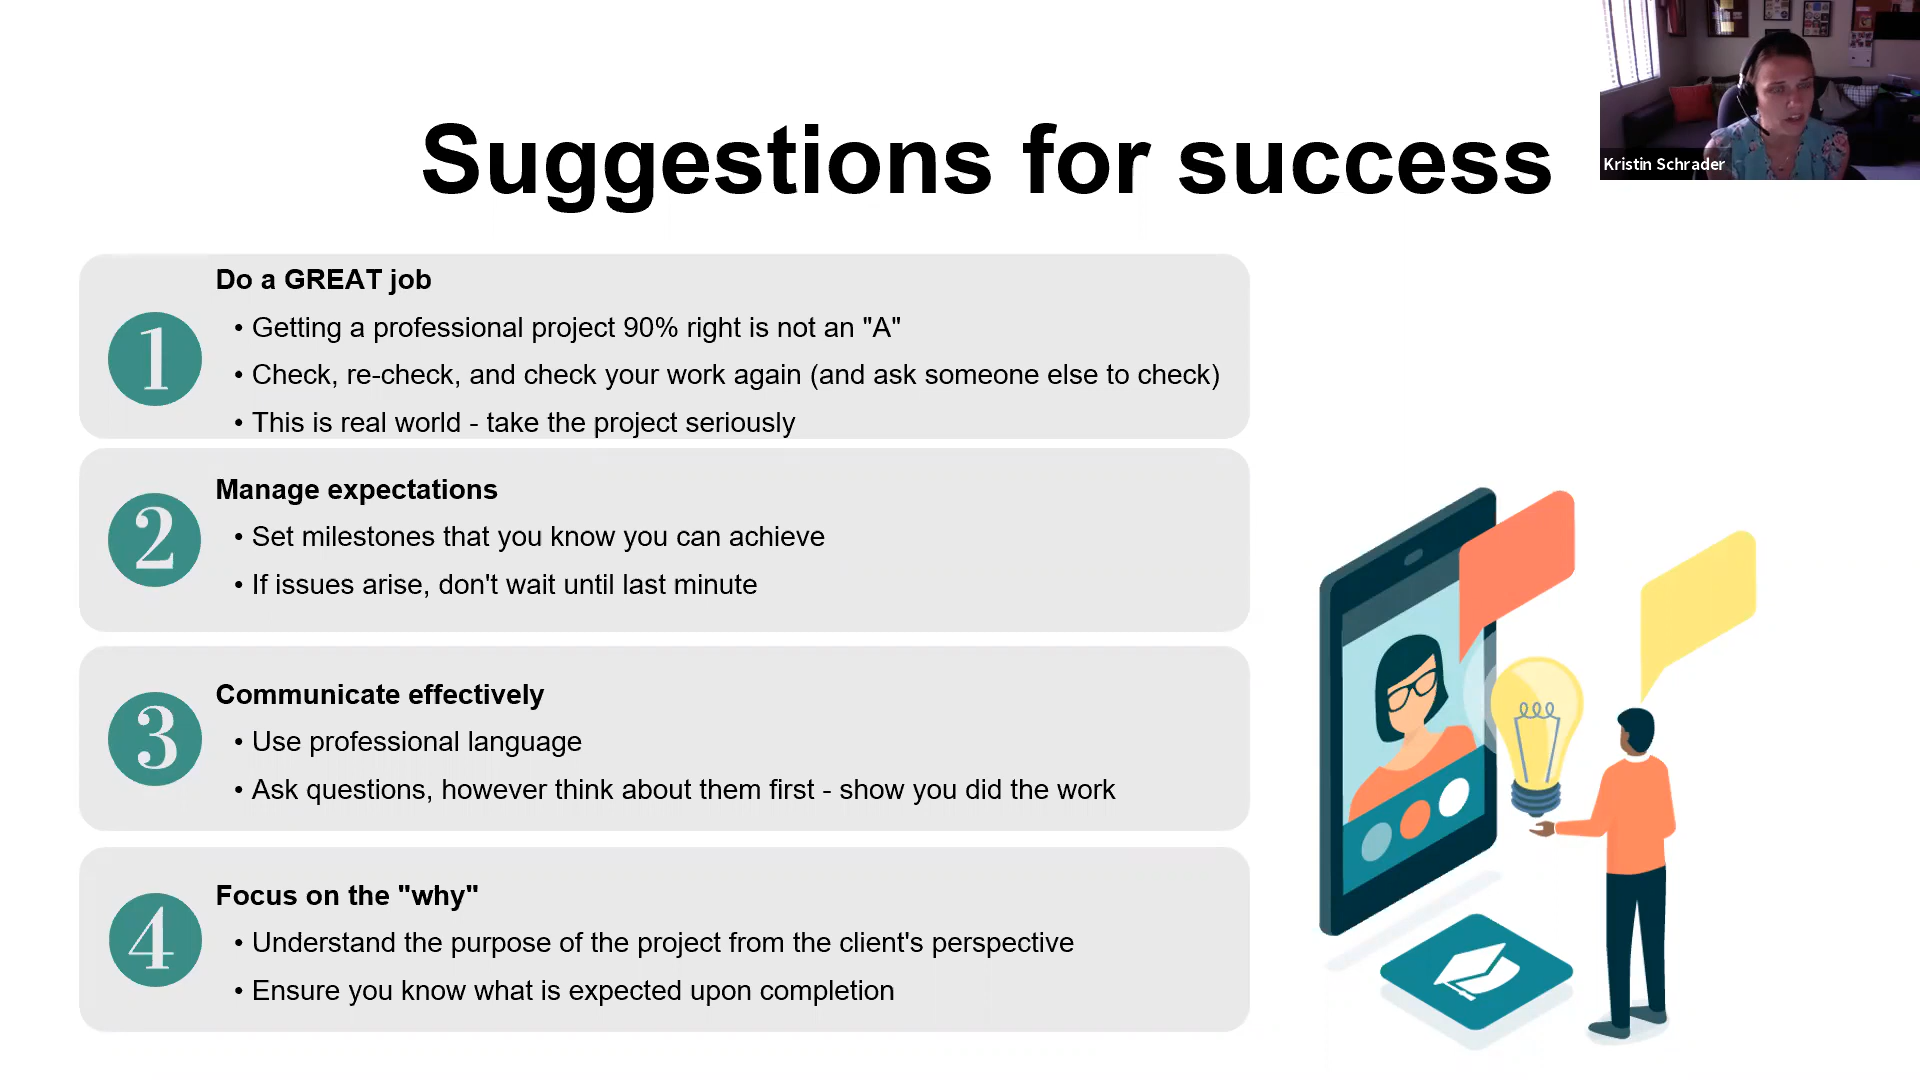 Suggestions for success
Kristin Schrader
1
Do a GREAT job
• Getting a professional project 90% right is not an "A"
• Check, re-check, and check your work again (and ask someone else to check)
• This is real world - take the project seriously
2
Manage expectations
• Set milestones that you know you can achieve
• If issues arise, don't wait until last minute
3
Communicate effectively
• Use professional language
• Ask questions, however think about them first - show you did the work
4
Focus on the "why"
• Understand the purpose of the project from the client's perspective
• Ensure you know what is expected upon completion